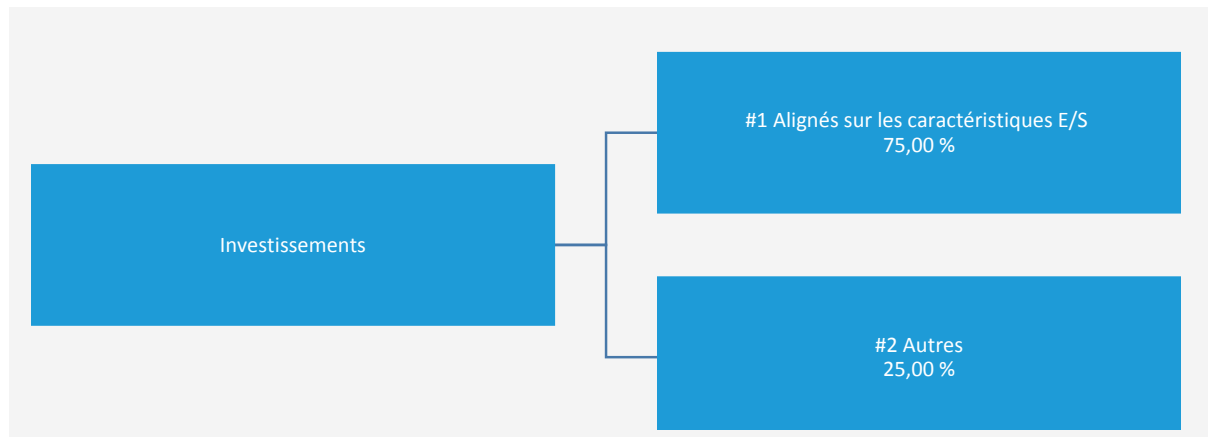 #1 Alignés sur les caractéristiques E/S
75,00 %
Investissements
#2 Autres
25,00 %